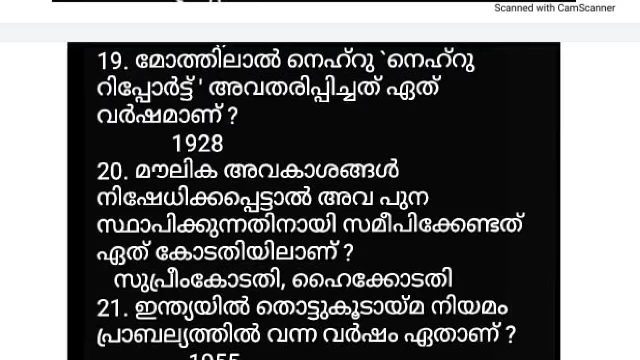 Scanned with CamScanner
19. മോത്തിലാൽ നെഹ്റു `നെഹ്റു
റിപ്പോർട്ട് ' അവതരിപ്പിച്ചത് ഏത്
വർഷമാണ് ?
1928
20. മൗലിക അവകാശങ്ങൾ
നിഷേധിക്കപ്പെട്ടാൽ അവ പുന
സ്ഥാപിക്കുന്നതിനായി സമീപിക്കേണ്ടത്
ഏത് കോടതിയിലാണ് ?
സുപ്രീംകോടതി, ഹൈക്കോടതി
21. ഇന്ത്യയിൽ തൊട്ടുകൂടായ്മ നിയമം
പ്രാബല്യത്തിൽ വന്ന വർഷം ഏതാണ് ?
1955